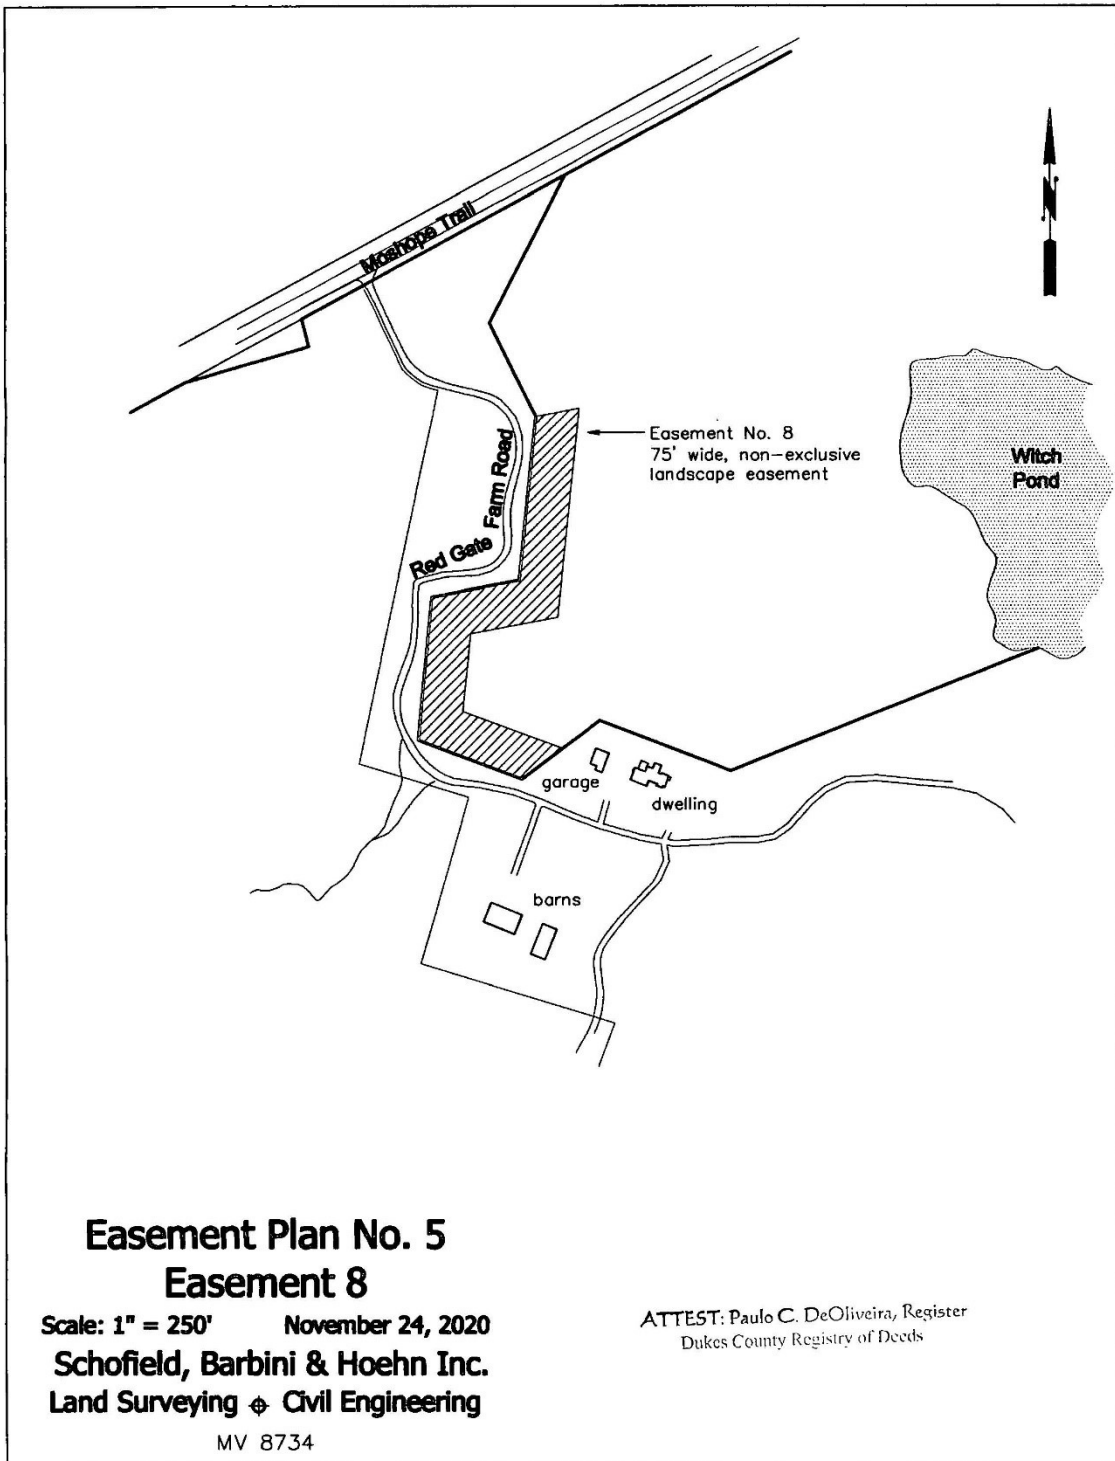 Moshope Trail
N
Easement No. 8
75' wide, non-exclusive
landscape easement
Witch
Pond
Red Gate Farm Road
garage
dwelling
barns
Easement Plan No. 5
Easement 8
Scale: 1" = 250' November 24, 2020
Schofield, Barbini & Hoehn Inc.
Land Surveying Civil Engineering
MV 8734
ATTEST: Paulo C. DeOliveira, Register
Dukes County Registry of Deeds